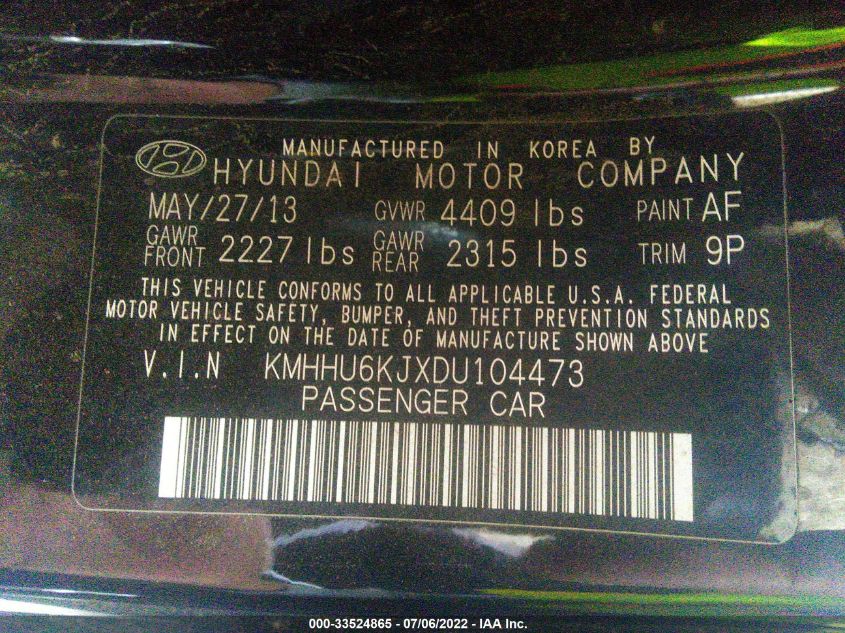 MANUFACTURED IN KOREA BY
HYUNDAI MOTOR COMPANY
MAY/27/13 GVWR 4409 lbs PAINT AF
GAWR FRONT 2227 lbs GAWR REAR 2315 lbs TRIM 9P
THIS VEHICLE CONFORMS TO ALL APPLICABLE U.S.A. FEDERAL
MOTOR VEHICLE SAFETY, BUMPER, AND THEFT PREVENTION STANDARDS
IN EFFECT ON THE DATE OF MANUFACTURE SHOWN ABOVE
V.I.N KMHHU6KJXDU104473
PASSENGER CAR
000-33524865 - 07/06/2022 - IAA Inc.